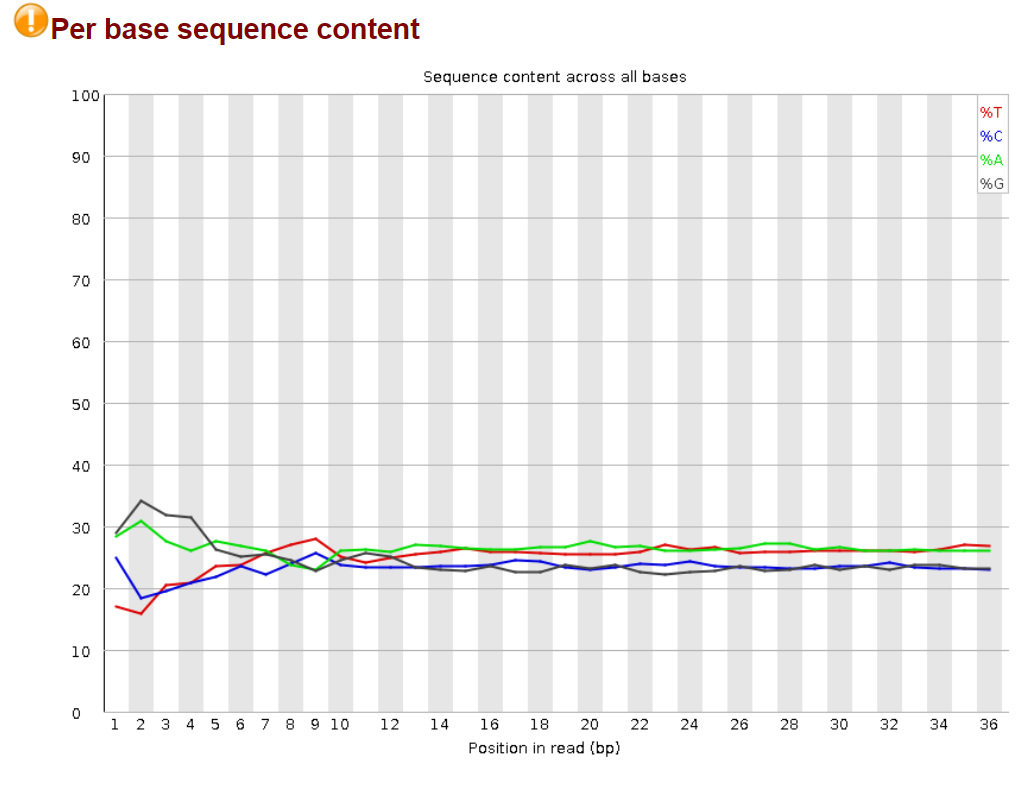 Per base sequence content
Sequence content across all bases
100
90
80
70
60
50
40
30
20
10
0
%T
%C
%A
%G
1 2 3 4 5 6 7 8 9 10 12 14 16 18 20 22 24 26 28 30 32 34 36
Position in read (bp)